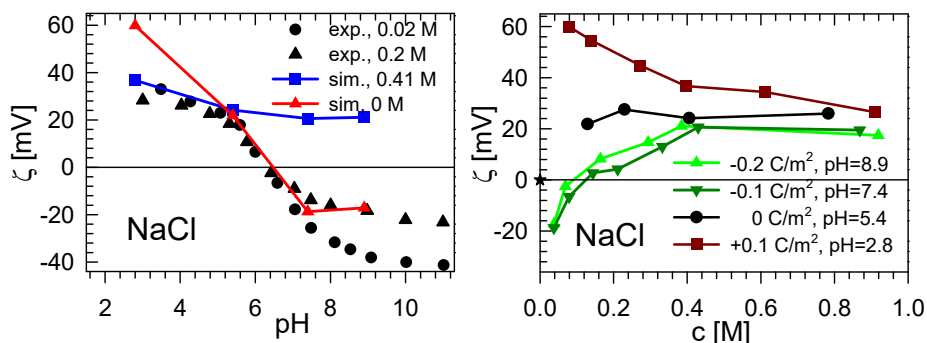 60
40
20
0
-20
-40
ζ [mV]
exp., 0.02 M
exp., 0.2 M
sim., 0.41 M
sim., 0 M
NaCl
2
4
6
8
10
pH
60
40
20
0
-20
ζ [mV]
-0.2 C/m², pH=8.9
-0.1 C/m², pH=7.4
0 C/m², pH=5.4
+0.1 C/m², pH=2.8
NaCl
0.0
0.2
0.4
0.6
0.8
1.0
c [M]